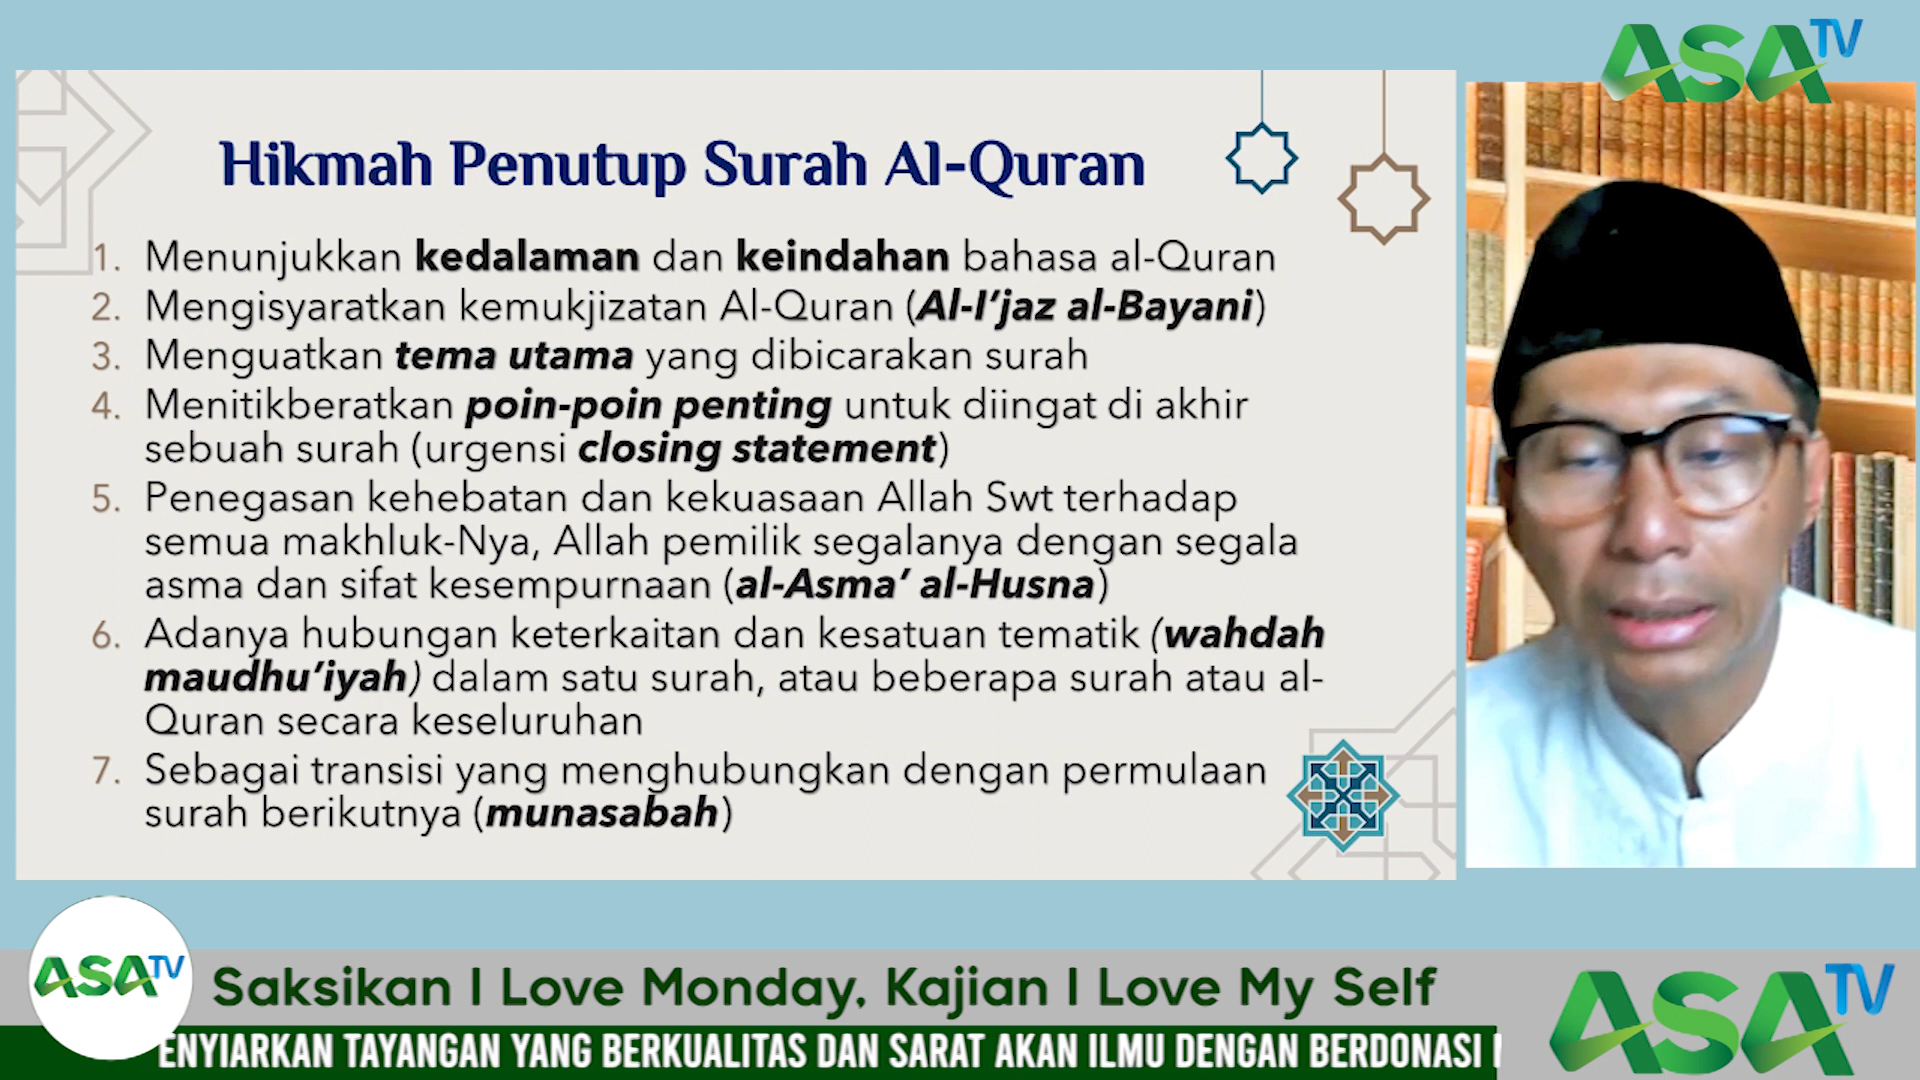 ASA TV
Hikmah Penutup Surah Al-Quran
1. Menunjukkan kedalaman dan keindahan bahasa al-Quran
2. Mengisyaratkan kemukjizatan Al-Quran (Al-I’jaz al-Bayani)
3. Menguatkan tema utama yang dibicarakan surah
4. Menitikberatkan poin-poin penting untuk diingat di akhir
sebuah surah (urgensi closing statement)
5. Penegasan kehebatan dan kekuasaan Allah Swt terhadap
semua makhluk-Nya, Allah pemilik segalanya dengan segala
asma dan sifat kesempurnaan (al-Asma’ al-Husna)
6. Adanya hubungan keterkaitan dan kesatuan tematik (wahdah
maudhu’iyah) dalam satu surah, atau beberapa surah atau al-
Quran secara keseluruhan
7. Sebagai transisi yang menghubungkan dengan permulaan
surah berikutnya (munasabah)
ASA TV
Saksikan I Love Monday, Kajian I Love My Self
ENYIARKAN TAYANGAN YANG BERKUALITAS DAN SARAT AKAN ILMU DENGAN BERDONASI
ASA TV